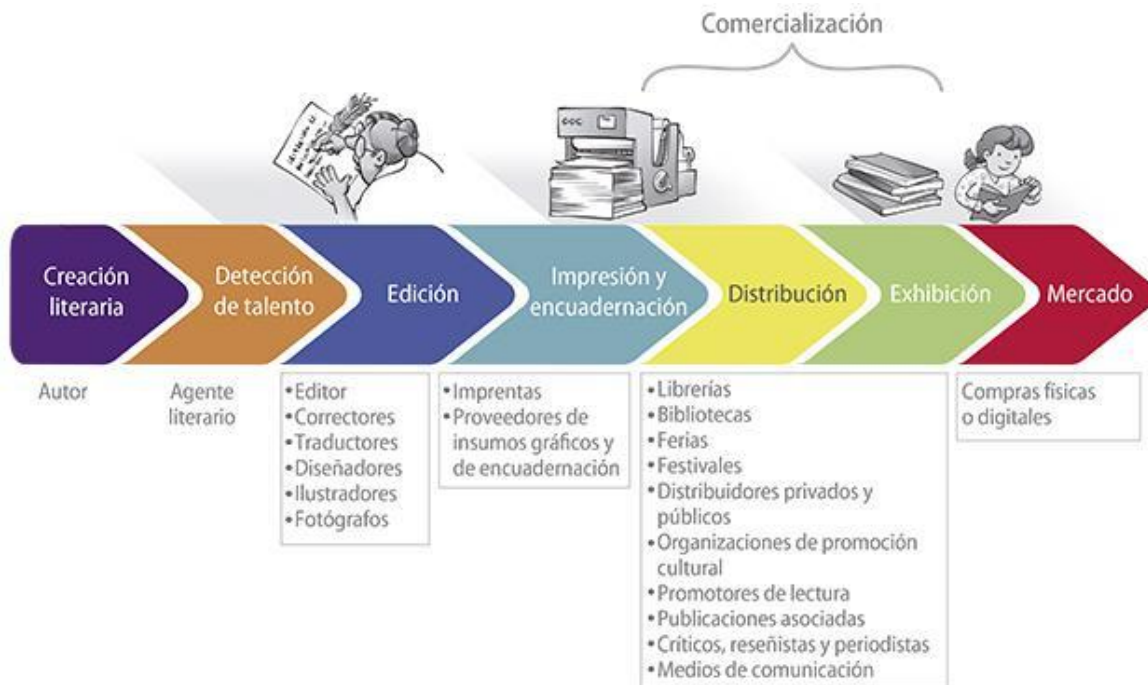 Comercialización
Creación
literaria
Detección
de talento
Edición
Impresión y
encuadernación
Distribución
Exhibición
Mercado
Autor
Agente
literario
•Editor
•Correctores
•Traductores
•Diseñadores
•Ilustradores
•Fotógrafos
•Imprentas
•Proveedores de
insumos gráficos y
de encuadernación
•Librerías
•Bibliotecas
•Ferias
•Festivales
•Distribuidores privados y
públicos
•Organizaciones de promoción
cultural
•Promotores de lectura
•Publicaciones asociadas
•Críticos, reseñistas y periodistas
•Medios de comunicación
Compras físicas
o digitales